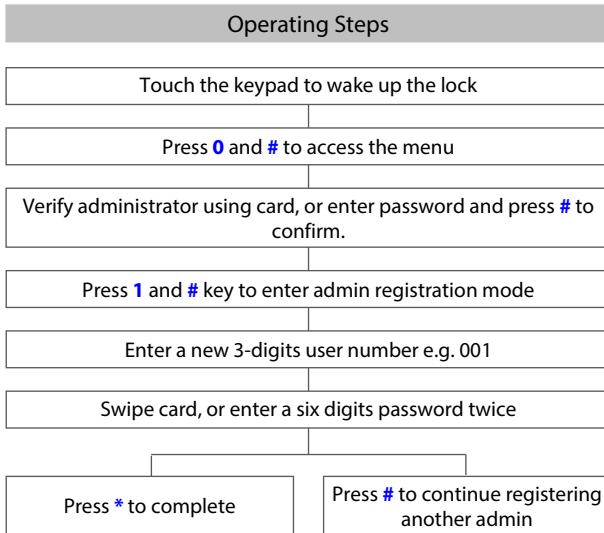 Operating Steps
Touch the keypad to wake up the lock
Press 0 and # to access the menu
Verify administrator using card, or enter password and press # to
confirm.
Press 1 and # key to enter admin registration mode
Enter a new 3-digits user number e.g. 001
Swipe card, or enter a six digits password twice
Press * to complete
Press # to continue registering
another admin